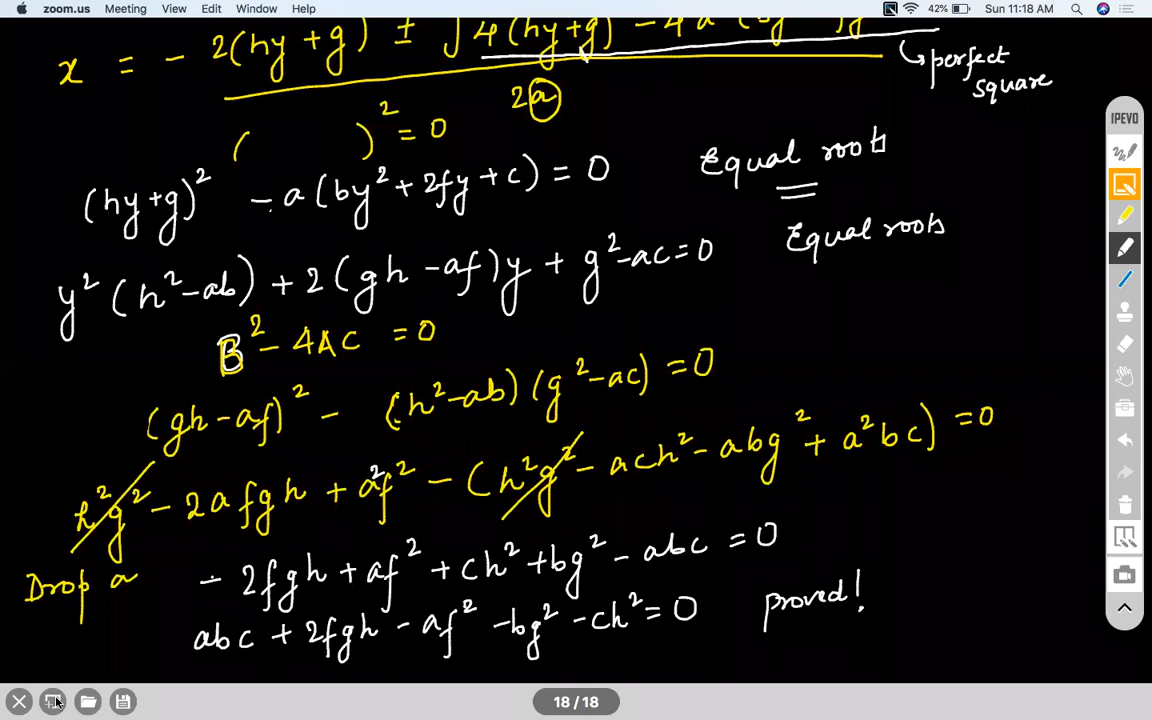 zoom.us Meeting View Edit Window Help 42% Sun 11:18 AM
x = - 2(hy+g) ± √4(hy+g) - 4a
2a
perfect
square
IPEVO
( )² = 0
Equal roots
(hy+g)² - a(by²+2fy+c) = 0
Equal roots
y²(h²-ab) + 2(gh-af)y + g²-ac=0
B² - 4AC = 0
(gh-af)² - (h²-ab)(g²-ac) = 0
h²g² - 2afgh + a²f² - (h²g² - ach² - abg² + a²bc) = 0
Drop a - 2fgh + af² + ch² + bg² - abc = 0
abc + 2fgh - af² - bg² - ch² = 0 proved!
18/18